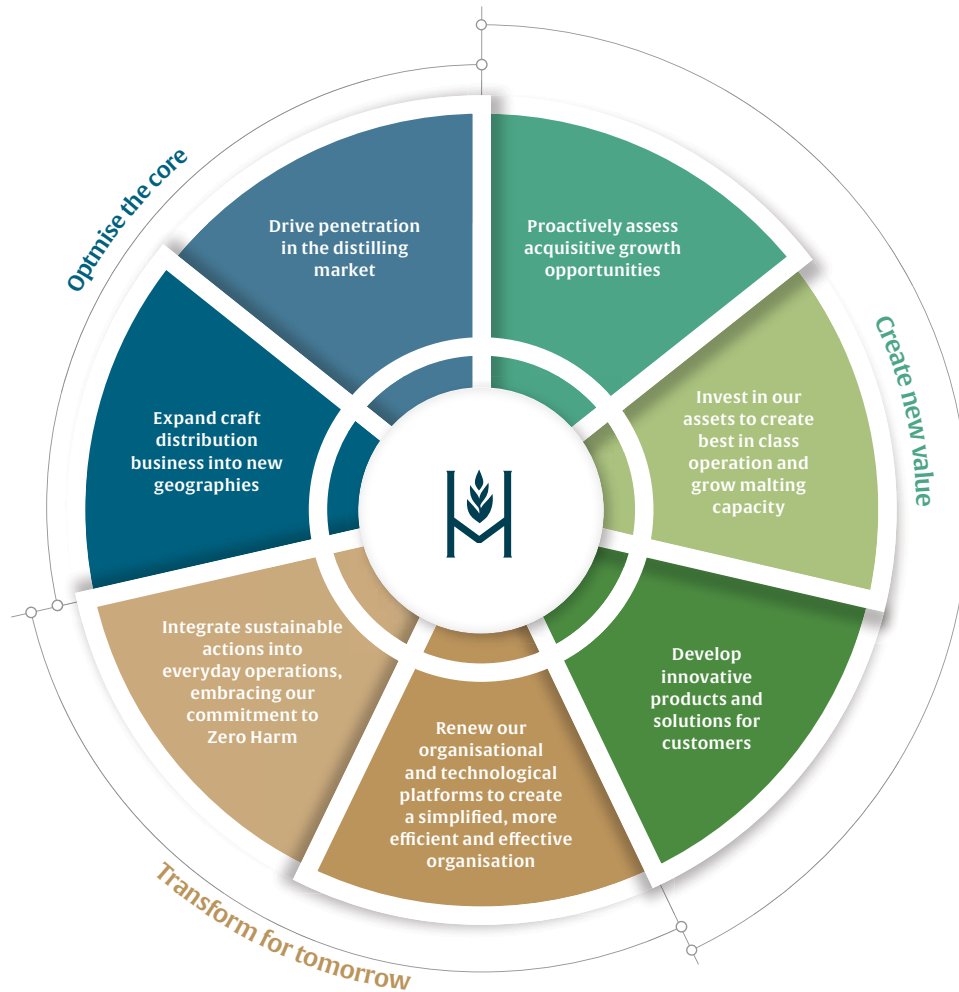 Optmise the core
Drive penetration
in the distilling
market
Expand craft
distribution
business into new
geographies
Create new value
Proactively assess
acquisitive growth
opportunities
Invest in our
assets to create
best in class
operation and
grow malting
capacity
Develop
innovative
products and
solutions for
customers
Transform for tomorrow
Renew our
organisational
and technological
platforms to create
a simplified, more
efficient and effective
organisation
Integrate sustainable
actions into
everyday operations,
embracing our
commitment to
Zero Harm